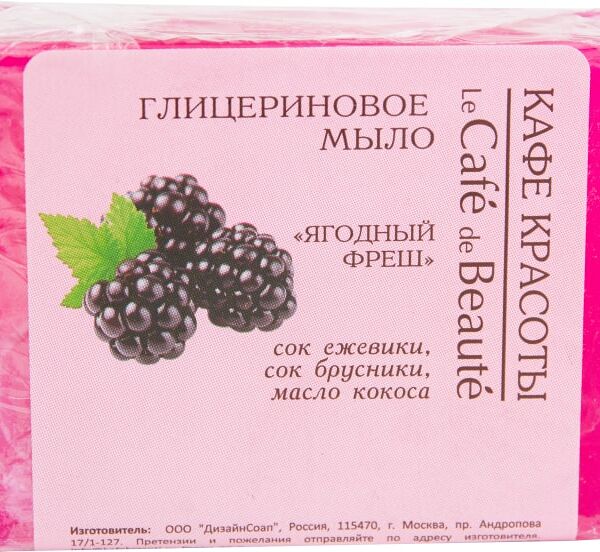 ГЛИЦЕРИНОВОЕ
МЫЛО
«ЯГОДНЫЙ
ФРЕШ»
сок ежевики,
сок брусники,
масло кокоса
КАФЕ КРАСОТЫ
Le Café de Beauté
Изготовитель: ООО "ДизайнСоап", Россия, 115470, г. Москва, пр. Андропова
17/1-127. Претензии и пожелания отправляйте по адресу изготовителя.